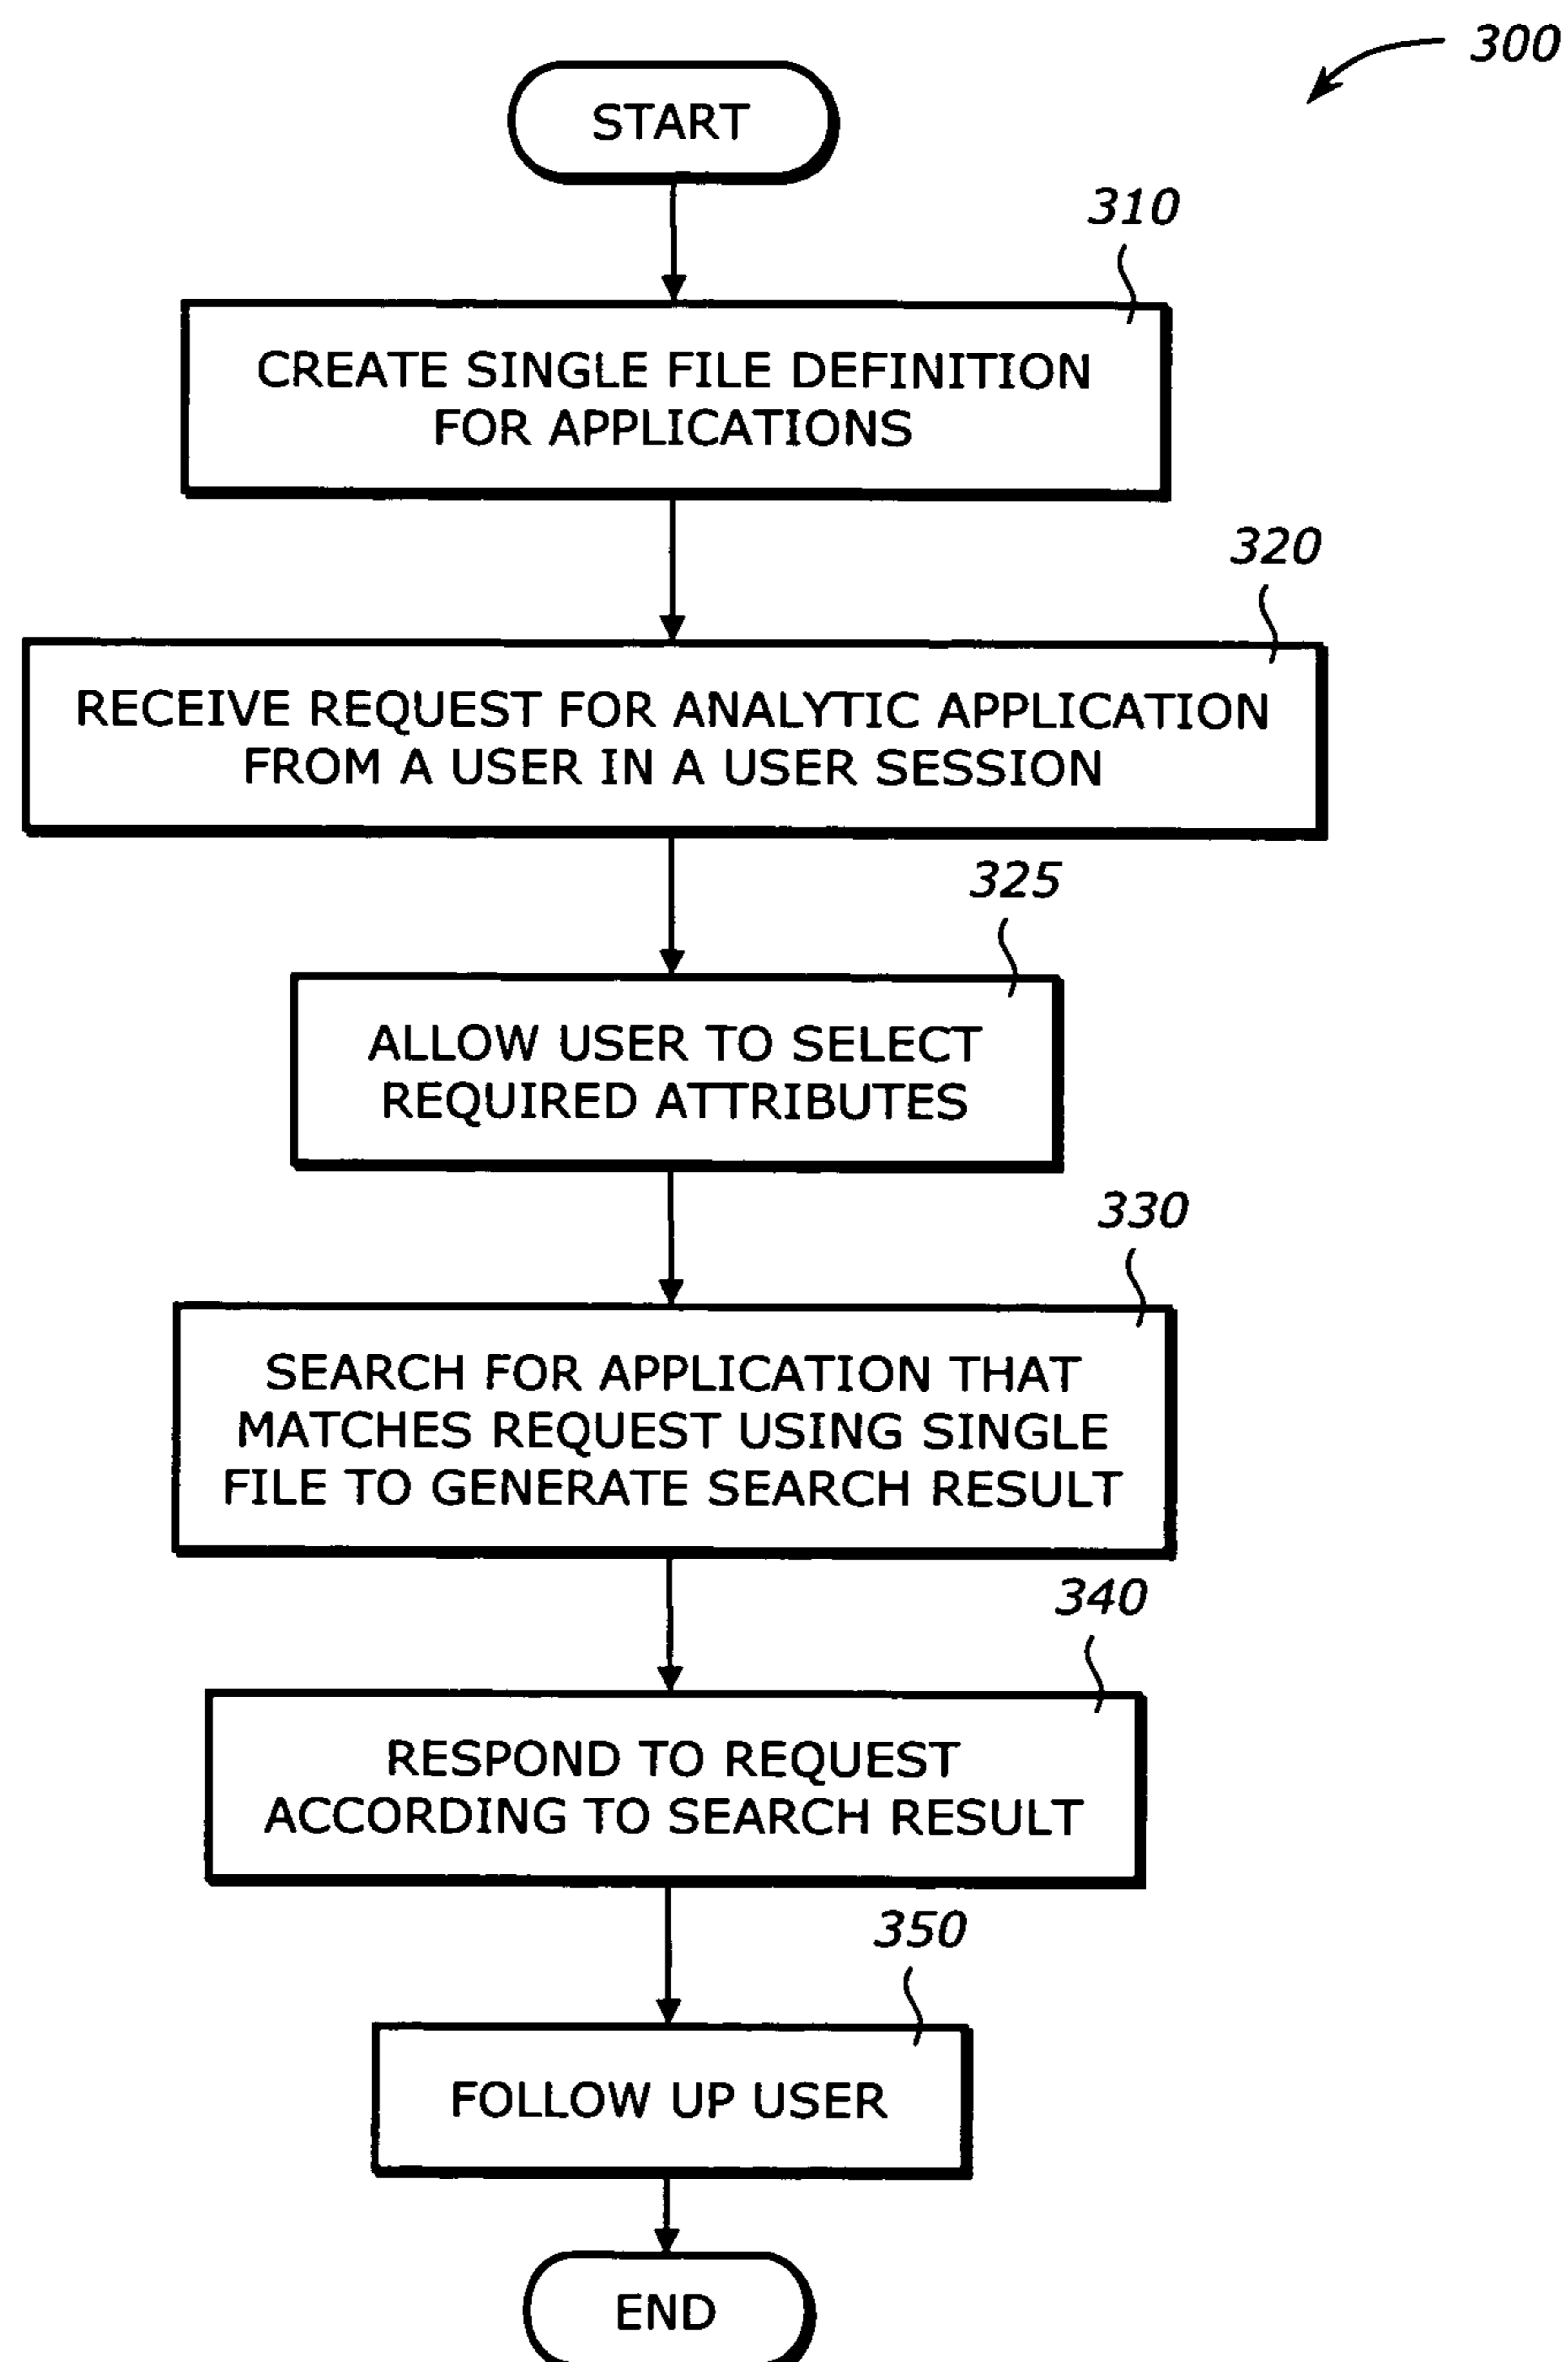 300
START
310
CREATE SINGLE FILE DEFINITION
FOR APPLICATIONS
320
RECEIVE REQUEST FOR ANALYTIC APPLICATION
FROM A USER IN A USER SESSION
325
ALLOW USER TO SELECT
REQUIRED ATTRIBUTES
330
SEARCH FOR APPLICATION THAT
MATCHES REQUEST USING SINGLE
FILE TO GENERATE SEARCH RESULT
340
RESPOND TO REQUEST
ACCORDING TO SEARCH RESULT
350
FOLLOW UP USER
END